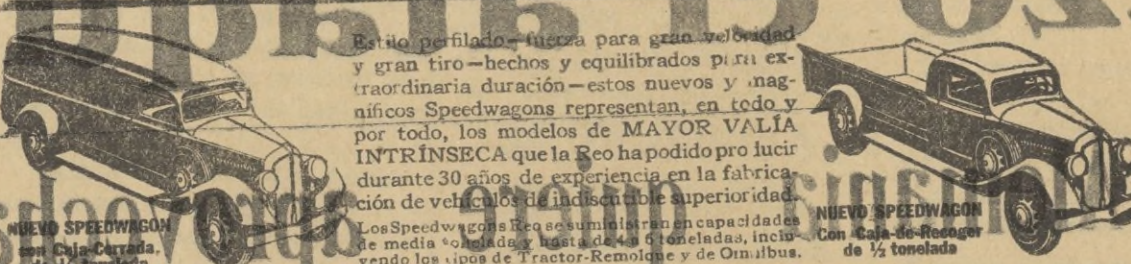 Estilo perfilado—fuerza para gran velocidad
y gran tiro—hechos y equilibrados para ex-
traordinaria duración—estos nuevos y mag-
níficos Speedwagons representan, en todo y
por todo, los modelos de MAYOR VALÍA
INTRÍNSECA que la Reo ha podido producir
durante 30 años de experiencia en la fabrica-
ción de vehículos de indiscutible superioridad.
Los Speedwagons Reo se suministran en capacidades
de media tonelada y hasta de 4 a 6 toneladas, inclu-
yendo los tipos de Tractor-Remolque y de Omnibus.
NUEVO SPEEDWAGON
con Caja-Cerrada,
de ½ tonelada
NUEVO SPEEDWAGON
Con Caja-de-Recoger
de ½ tonelada